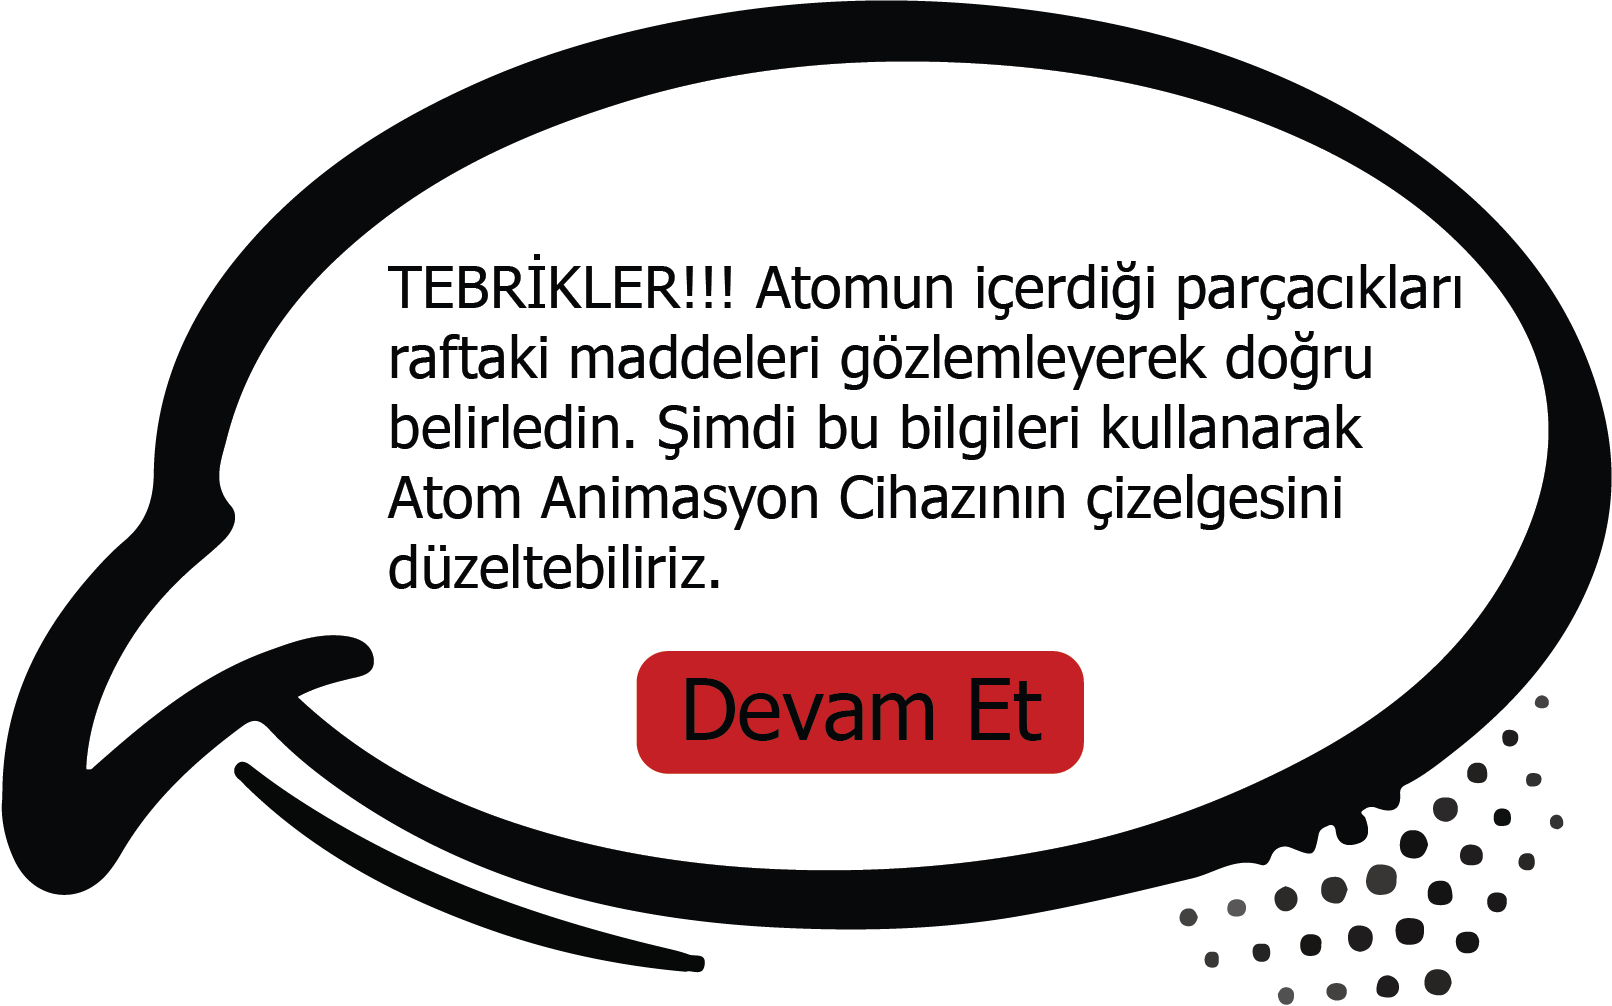 TEBRİKLER!!! Atomun içerdiği parçacıkları
raftaki maddeleri gözlemleyerek doğru
belirledin. Şimdi bu bilgileri kullanarak
Atom Animasyon Cihazının çizelgesini
düzeltebiliriz.
Devam Et